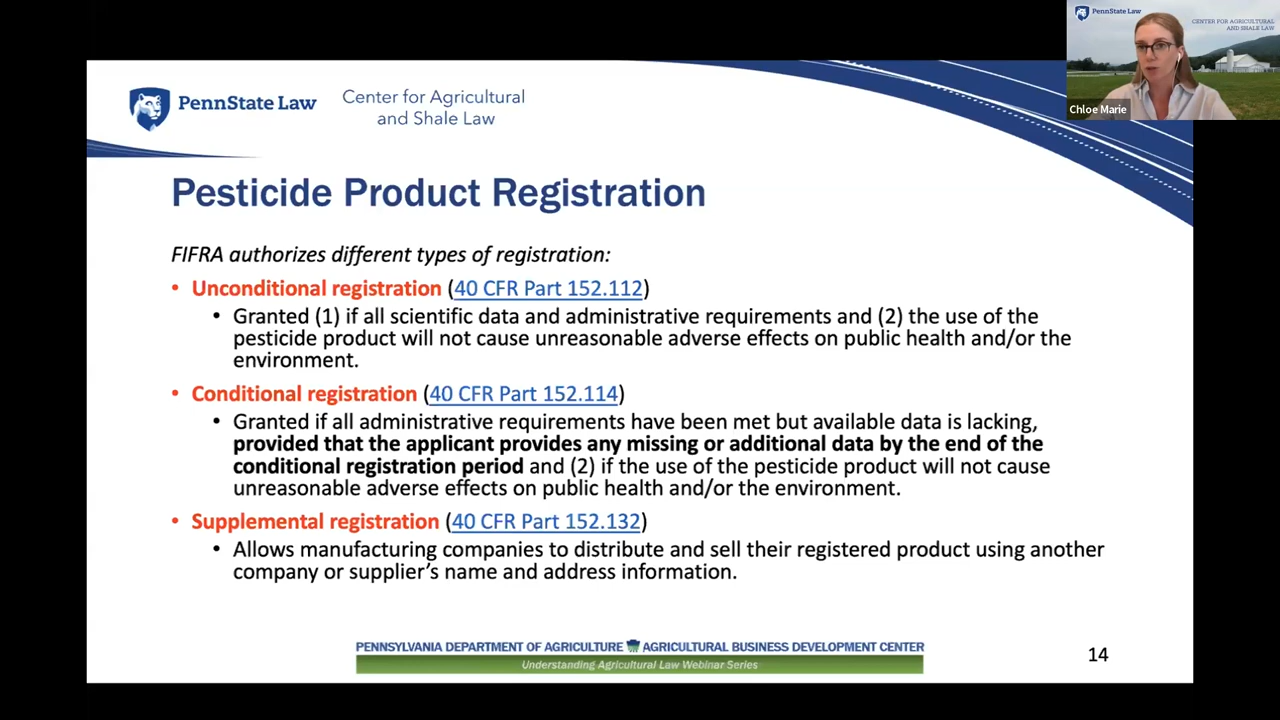 PennState Law
CENTER FOR AGRICULTURAL
AND SHALE LAW
Chloe Marie
PennState Law
Center for Agricultural
and Shale Law
Pesticide Product Registration
FIFRA authorizes different types of registration:
• Unconditional registration (40 CFR Part 152.112)
• Granted (1) if all scientific data and administrative requirements and (2) the use of the
pesticide product will not cause unreasonable adverse effects on public health and/or the
environment.
• Conditional registration (40 CFR Part 152.114)
• Granted if all administrative requirements have been met but available data is lacking,
provided that the applicant provides any missing or additional data by the end of the
conditional registration period and (2) if the use of the pesticide product will not cause
unreasonable adverse effects on public health and/or the environment.
• Supplemental registration (40 CFR Part 152.132)
• Allows manufacturing companies to distribute and sell their registered product using another
company or supplier's name and address information.
PENNSYLVANIA DEPARTMENT OF AGRICULTURE AGRICULTURAL BUSINESS DEVELOPMENT CENTER
Understanding Agricultural Law Webinar Series
14